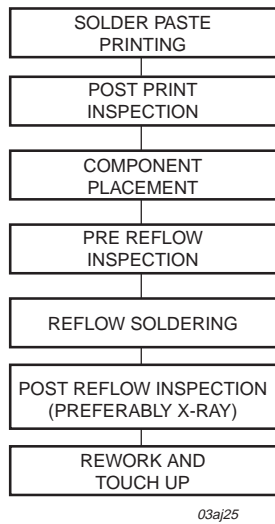 SOLDER PASTE
PRINTING
POST PRINT
INSPECTION
COMPONENT
PLACEMENT
PRE REFLOW
INSPECTION
REFLOW SOLDERING
POST REFLOW INSPECTION
(PREFERABLY X-RAY)
REWORK AND
TOUCH UP
03aj25